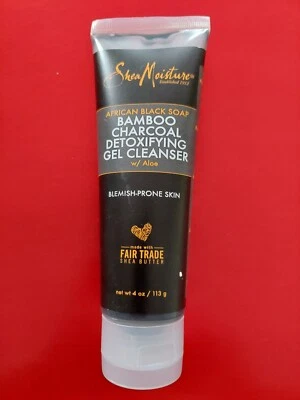 SheaMoisture
Established 1912
AFRICAN BLACK SOAP
BAMBOO
CHARCOAL
DETOXIFYING
GEL CLEANSER
w/ Aloe
BLEMISH-PRONE SKIN
made with
FAIR TRADE
SHEA BUTTER
net wt 4 oz / 113 g